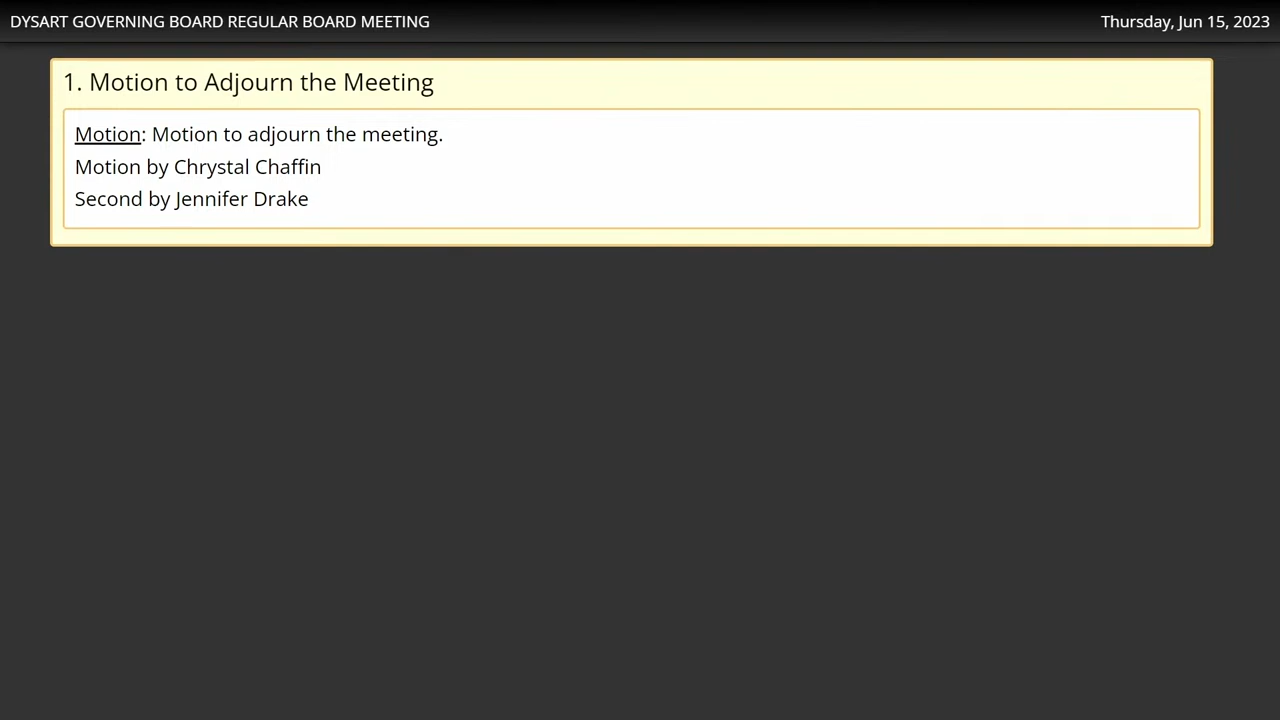 DYSART GOVERNING BOARD REGULAR BOARD MEETING
Thursday, Jun 15, 2023
1. Motion to Adjourn the Meeting
Motion: Motion to adjourn the meeting.
Motion by Chrystal Chaffin
Second by Jennifer Drake